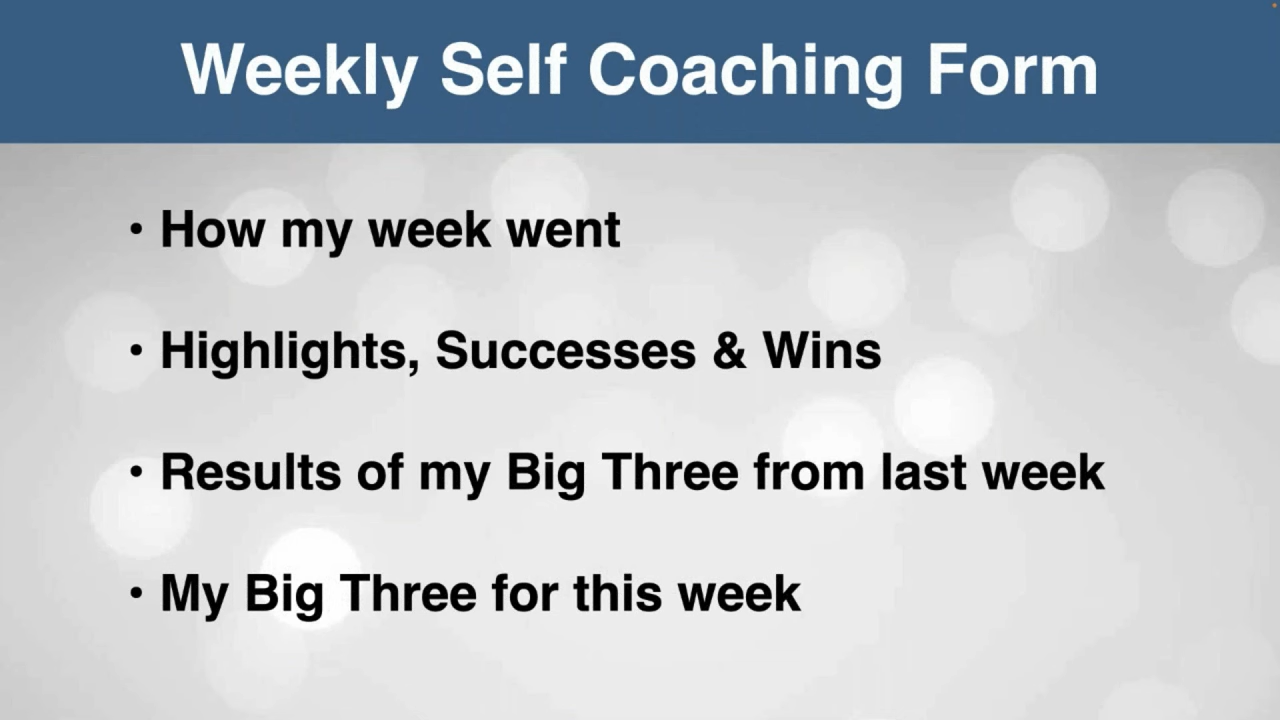 Weekly Self Coaching Form
• How my week went
• Highlights, Successes & Wins
• Results of my Big Three from last week
• My Big Three for this week